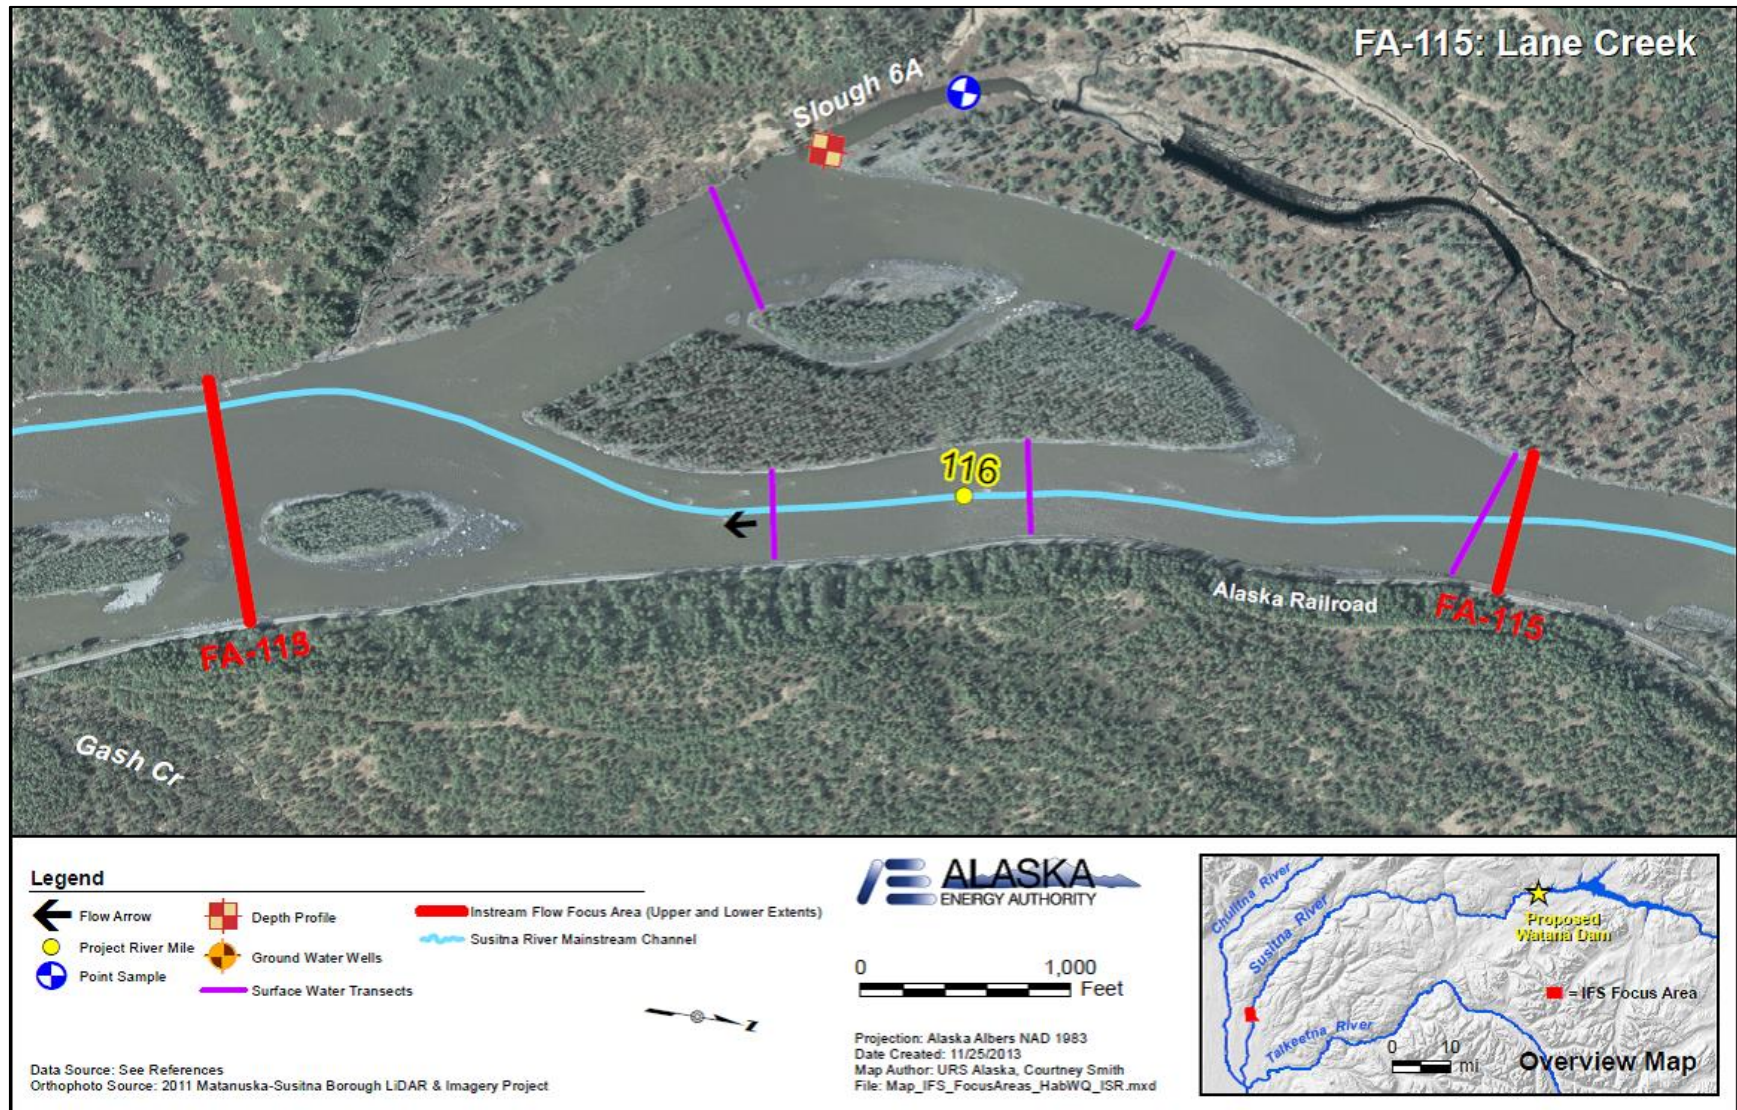 FA-115: Lane Creek
Slough 6A
116
Alaska Railroad
FA-113
FA-115
Gash Cr
Legend
Flow Arrow
Project River Mile
Point Sample
Depth Profile
Ground Water Wells
Surface Water Transects
Instream Flow Focus Area (Upper and Lower Extents)
Susitna River Mainstream Channel
Z
Data Source: See References
Orthophoto Source: 2011 Matanuska-Susitna Borough LiDAR & Imagery Project
ALASKA
ENERGY AUTHORITY
0 1,000
Feet
Projection: Alaska Albers NAD 1983
Date Created: 11/25/2013
Map Author: URS Alaska, Courtney Smith
File: Map_IFS_FocusAreas_HabWQ_ISR.mxd
Chulitna River
Susitna River
Proposed
Watana Dam
= IFS Focus Area
Talkeetna River
0 10
mi
Overview Map